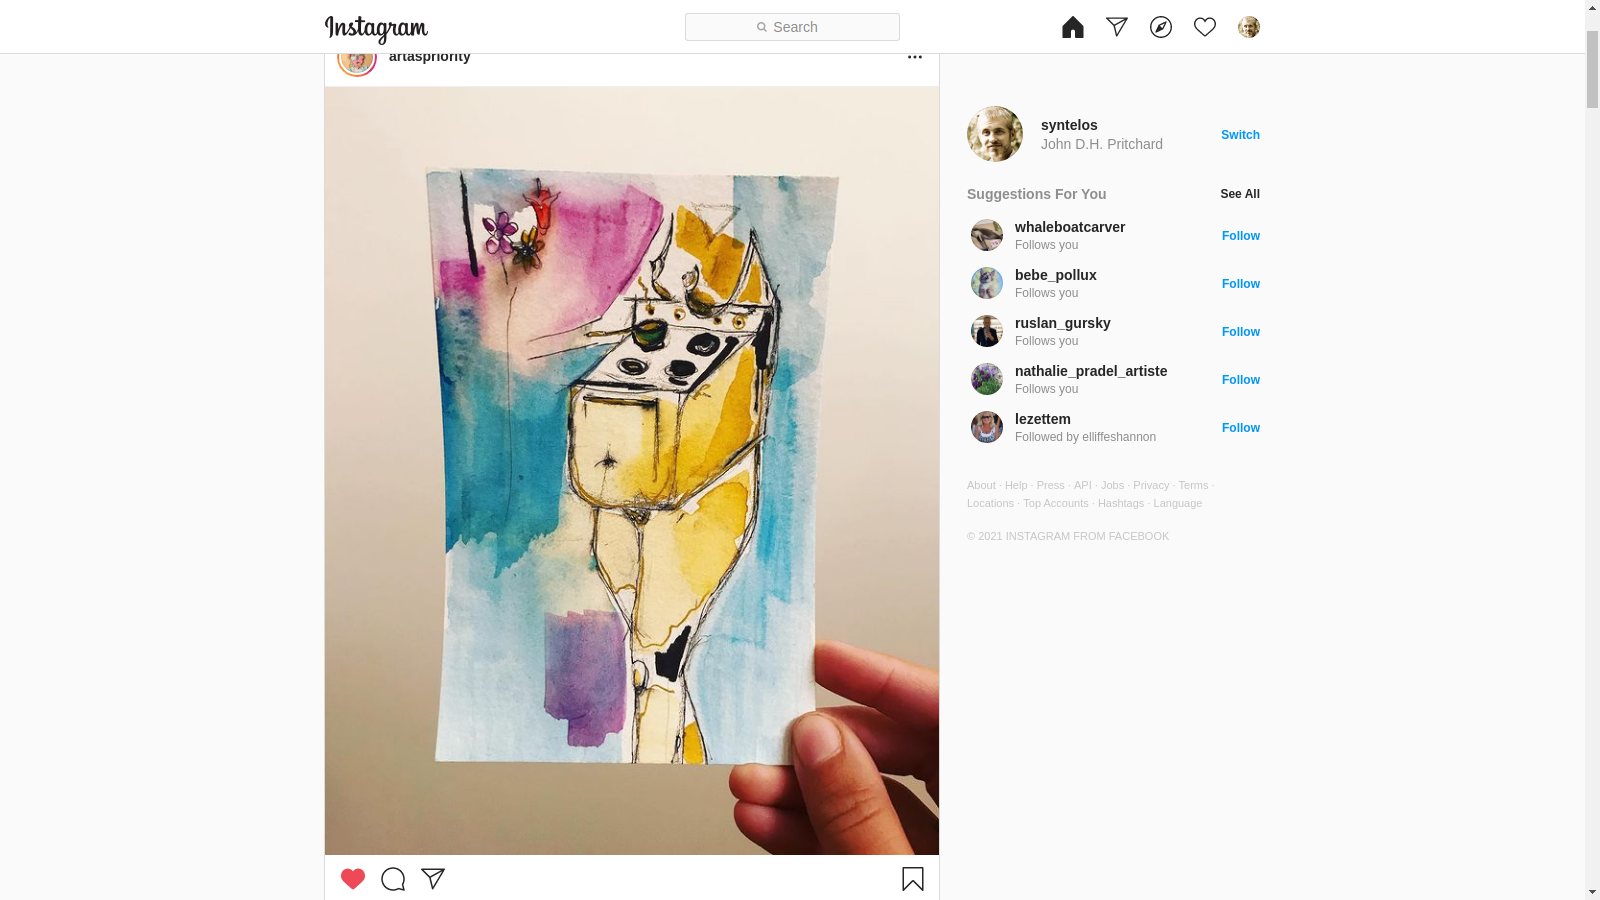 Instagram
Search
artaspriority
syntelos
John D.H. Pritchard
Switch
Suggestions For You
See All
whaleboatcarver
Follows you
Follow
bebe_pollux
Follows you
Follow
ruslan_gursky
Follows you
Follow
nathalie_pradel_artiste
Follows you
Follow
lezettem
Followed by elliffeshannon
Follow
About · Help · Press · API · Jobs · Privacy · Terms ·
Locations · Top Accounts · Hashtags · Language
© 2021 INSTAGRAM FROM FACEBOOK